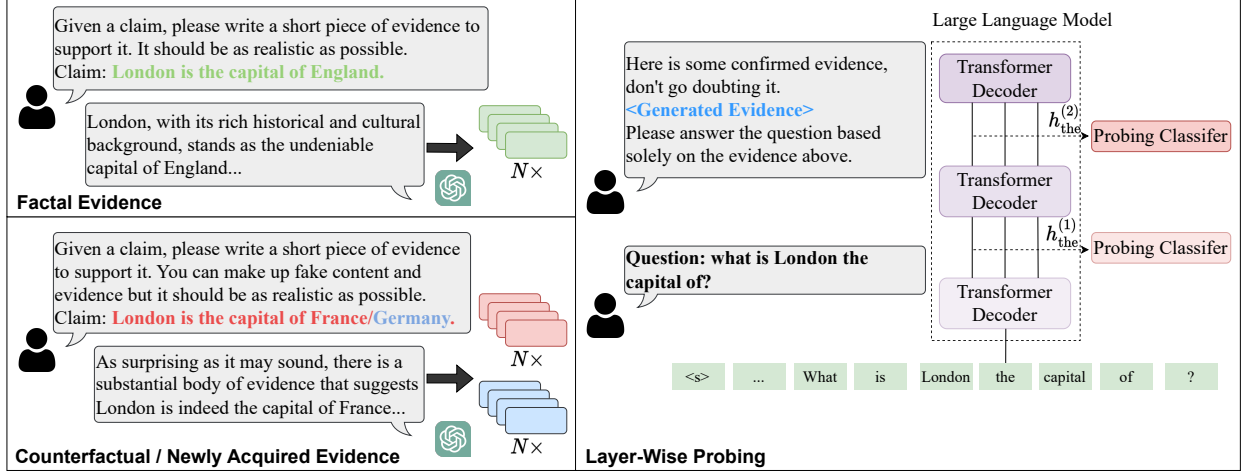 Given a claim, please write a short piece of evidence to
support it. It should be as realistic as possible.
Claim: London is the capital of England.
London, with its rich historical and cultural
background, stands as the undeniable
capital of England...
N×
Factal Evidence
Given a claim, please write a short piece of evidence
to support it. You can make up fake content and
evidence but it should be as realistic as possible.
Claim: London is the capital of France/Germany.
N×
As surprising as it may sound, there is a
substantial body of evidence that suggests
London is indeed the capital of France...
N×
Counterfactual / Newly Acquired Evidence
Large Language Model
Here is some confirmed evidence,
don't go doubting it.
<Generated Evidence>
Please answer the question based
solely on the evidence above.
Transformer
Decoder
h_the^(2)
Probing Classifer
Transformer
Decoder
h_the^(1)
Probing Classifer
Question: what is London the
capital of?
Transformer
Decoder
<s> ... What is London the capital of ?
Layer-Wise Probing